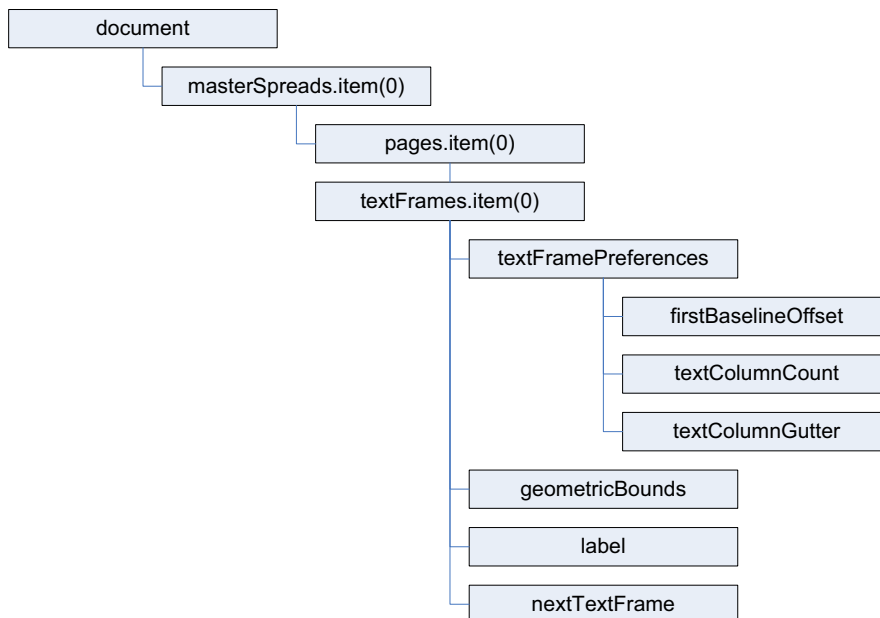 document
masterSpreads.item(0)
pages.item(0)
textFrames.item(0)
textFramePreferences
firstBaselineOffset
textColumnCount
textColumnGutter
geometricBounds
label
nextTextFrame